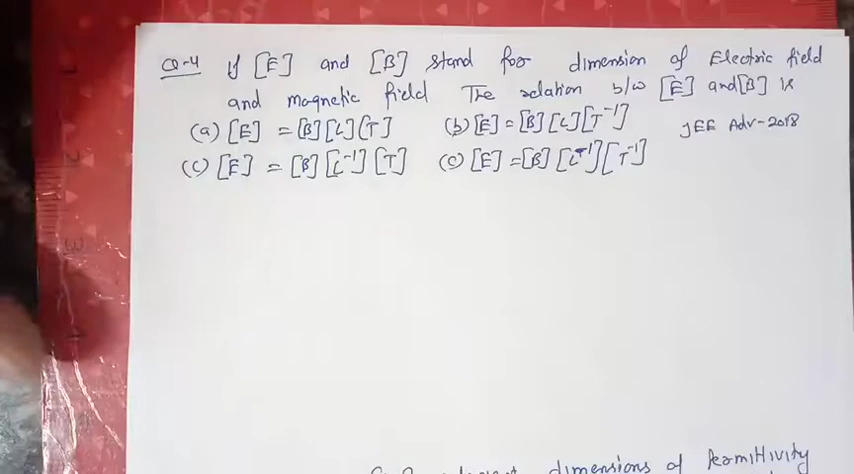 Q-4 If [E] and [B] stand for dimension of Electric field
and magnetic field The relation b/w [E] and [B] is
(a) [E] = [B][L][T] (b) [E] = [B][L][T⁻¹] JEE Adv-2018
(c) [E] = [B][L⁻¹][T] (c) [E] = [B][L⁻¹][T⁻¹]
dimensions of Permittivity